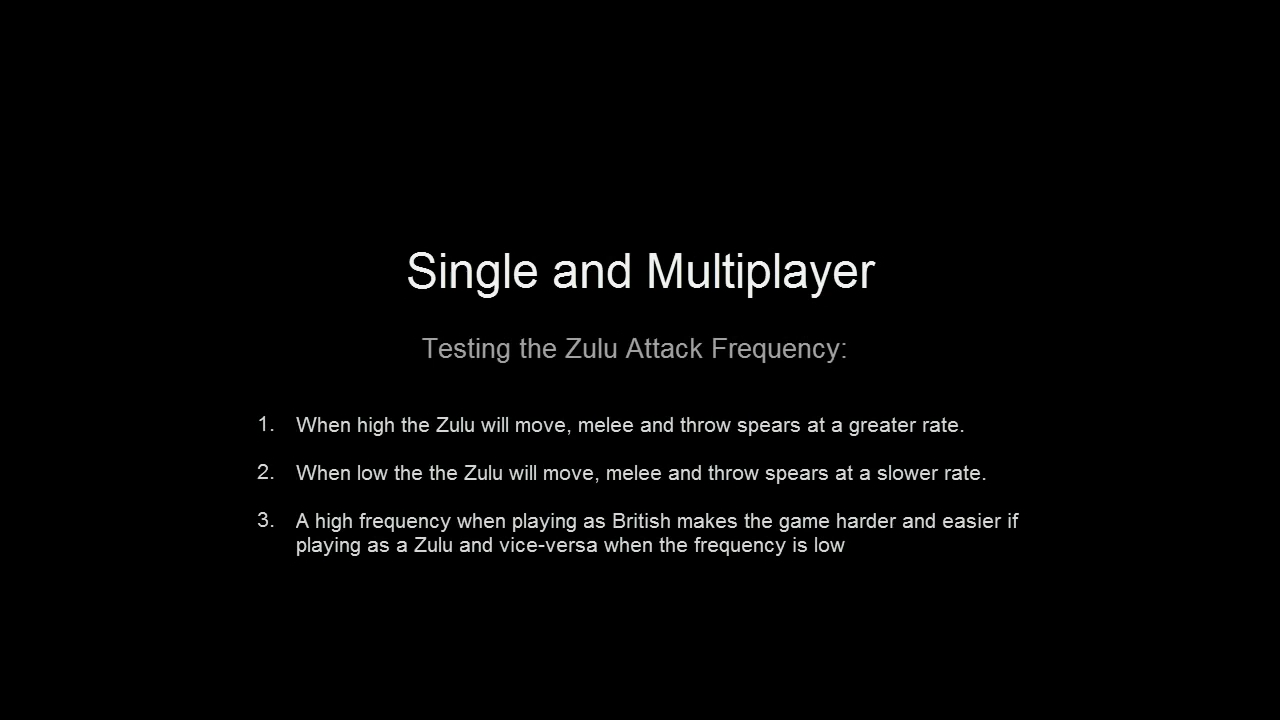 Single and Multiplayer
Testing the Zulu Attack Frequency:
1. When high the Zulu will move, melee and throw spears at a greater rate.
2. When low the the Zulu will move, melee and throw spears at a slower rate.
3. A high frequency when playing as British makes the game harder and easier if
playing as a Zulu and vice-versa when the frequency is low